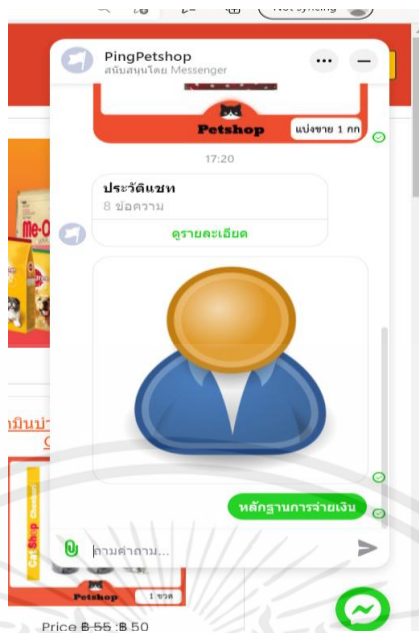 Not syncing
PingPetshop
สนับสนุนโดย Messenger
Petshop
แบ่งขาย 1 กก
17:20
ประวัติแชท
8 ข้อความ
ดูรายละเอียด
Me-O
หลักฐานการจ่ายเงิน
ถามคำถาม...
Cat Shop
Petshop
1 ขวด
Price ฿ 55 :฿ 50